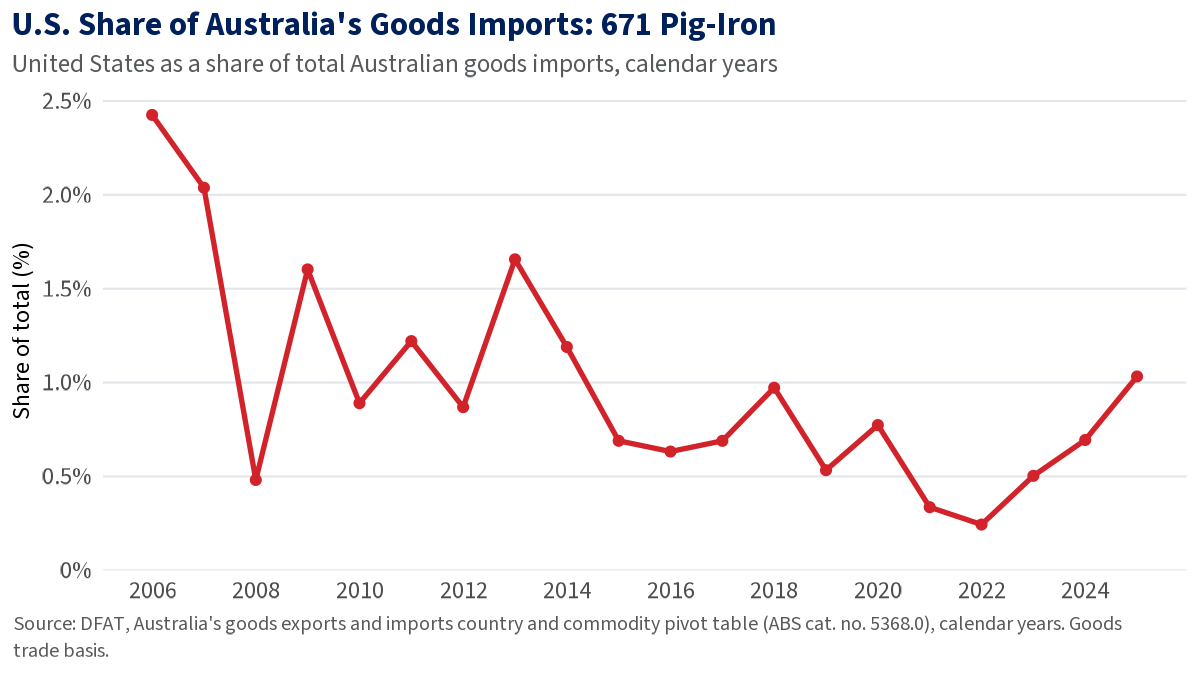 U.S. Share of Australia's Goods Imports: 671 Pig-Iron
United States as a share of total Australian goods imports, calendar years
Share of total (%)
2.5%
2.0%
1.5%
1.0%
0.5%
0%
2006 2008 2010 2012 2014 2016 2018 2020 2022 2024
Source: DFAT, Australia's goods exports and imports country and commodity pivot table (ABS cat. no. 5368.0), calendar years. Goods
trade basis.